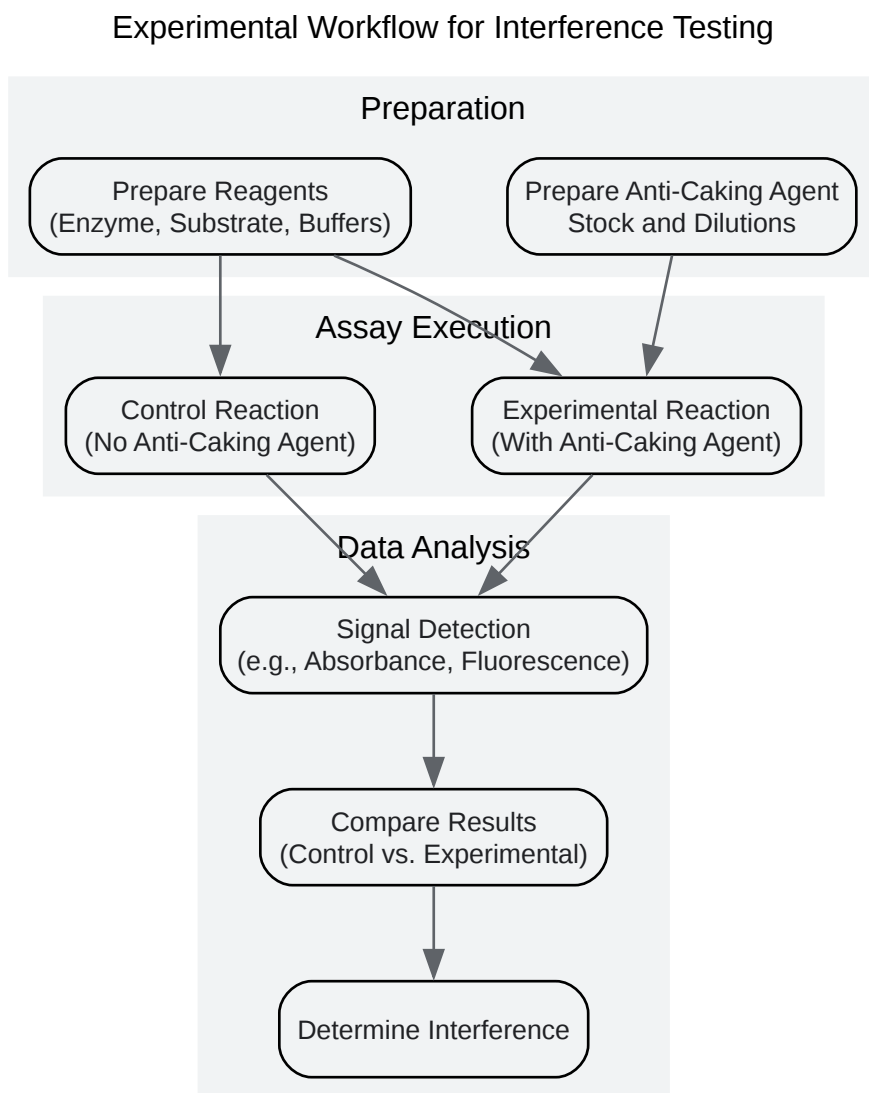 Experimental Workflow for Interference Testing
Preparation
Prepare Reagents
(Enzyme, Substrate, Buffers)
Prepare Anti-Caking Agent
Stock and Dilutions
Assay Execution
Control Reaction
(No Anti-Caking Agent)
Experimental Reaction
(With Anti-Caking Agent)
Data Analysis
Signal Detection
(e.g., Absorbance, Fluorescence)
Compare Results
(Control vs. Experimental)
Determine Interference